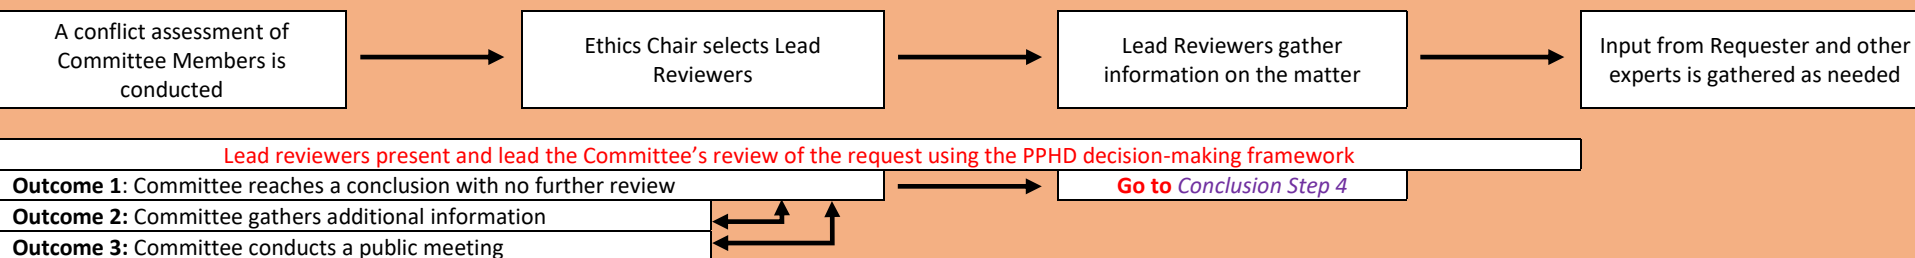 A conflict assessment of
Committee Members is
conducted
Ethics Chair selects Lead
Reviewers
Lead Reviewers gather
information on the matter
Input from Requester and other
experts is gathered as needed
Lead reviewers present and lead the Committee’s review of the request using the PPHD decision-making framework
Outcome 1: Committee reaches a conclusion with no further review
Go to Conclusion Step 4
Outcome 2: Committee gathers additional information
Outcome 3: Committee conducts a public meeting